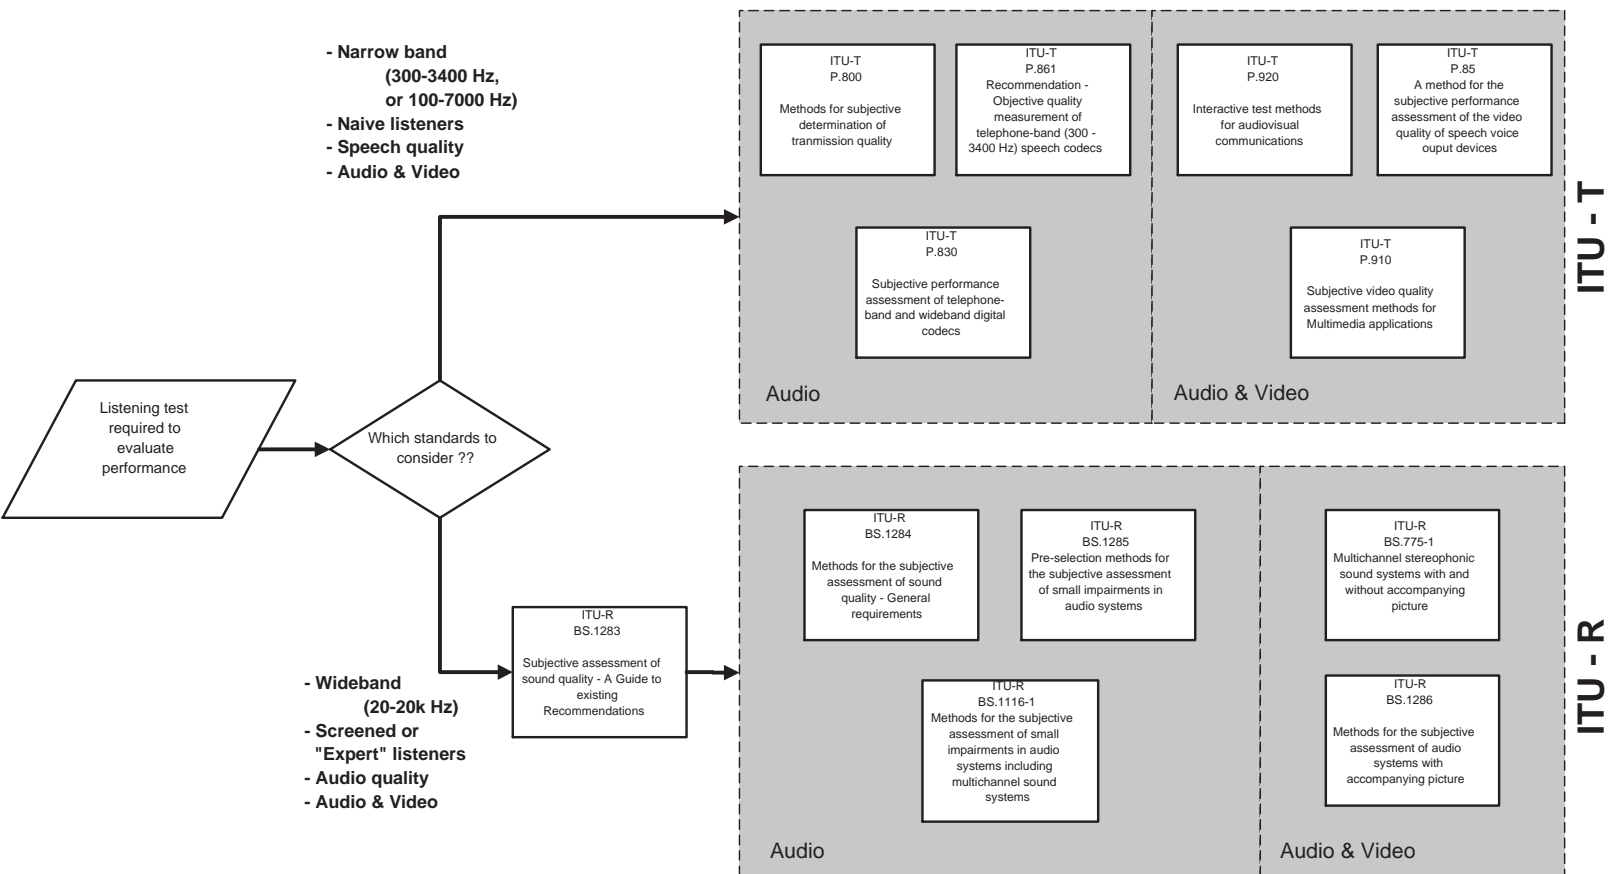 - Narrow band
(300-3400 Hz,
or 100-7000 Hz)
- Naive listeners
- Speech quality
- Audio & Video
ITU-T
P.800
Methods for subjective
determination of
tranmission quality
ITU-T
P.861
Recommendation -
Objective quality
measurement of
telephone-band (300 -
3400 Hz) speech codecs
ITU-T
P.830
Subjective performance
assessment of telephone-
band and wideband digital
codecs
Audio
ITU-T
P.920
Interactive test methods
for audiovisual
communications
ITU-T
P.85
A method for the
subjective performance
assessment of the video
quality of speech voice
ouput devices
ITU-T
P.910
Subjective video quality
assessment methods for
Multimedia applications
Audio & Video
ITU - T
Listening test
required to
evaluate
performance
Which standards to
consider ??
- Wideband
(20-20k Hz)
- Screened or
"Expert" listeners
- Audio quality
- Audio & Video
ITU-R
BS.1283
Subjective assessment of
sound quality - A Guide to
existing
Recommendations
ITU-R
BS.1284
Methods for the subjective
assessment of sound
quality - General
requirements
ITU-R
BS.1285
Pre-selection methods for
the subjective assessment
of small impairments in
audio systems
ITU-R
BS.1116-1
Methods for the subjective
assessment of small
impairments in audio
systems including
multichannel sound
systems
Audio
ITU-R
BS.775-1
Multichannel stereophonic
sound systems with and
without accompanying
picture
ITU-R
BS.1286
Methods for the subjective
assessment of audio
systems with
accompanying picture
Audio & Video
ITU - R